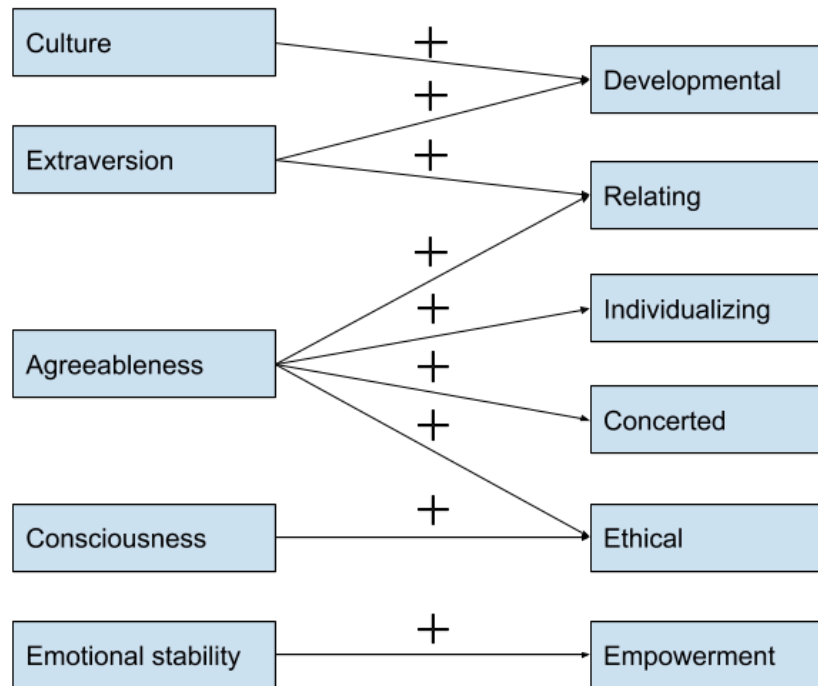 Culture
+
Developmental
+
Extraversion
+
Relating
+
+
Individualizing
Agreeableness
+
Concerted
+
Consciousness
+
Ethical
+
Emotional stability
Empowerment